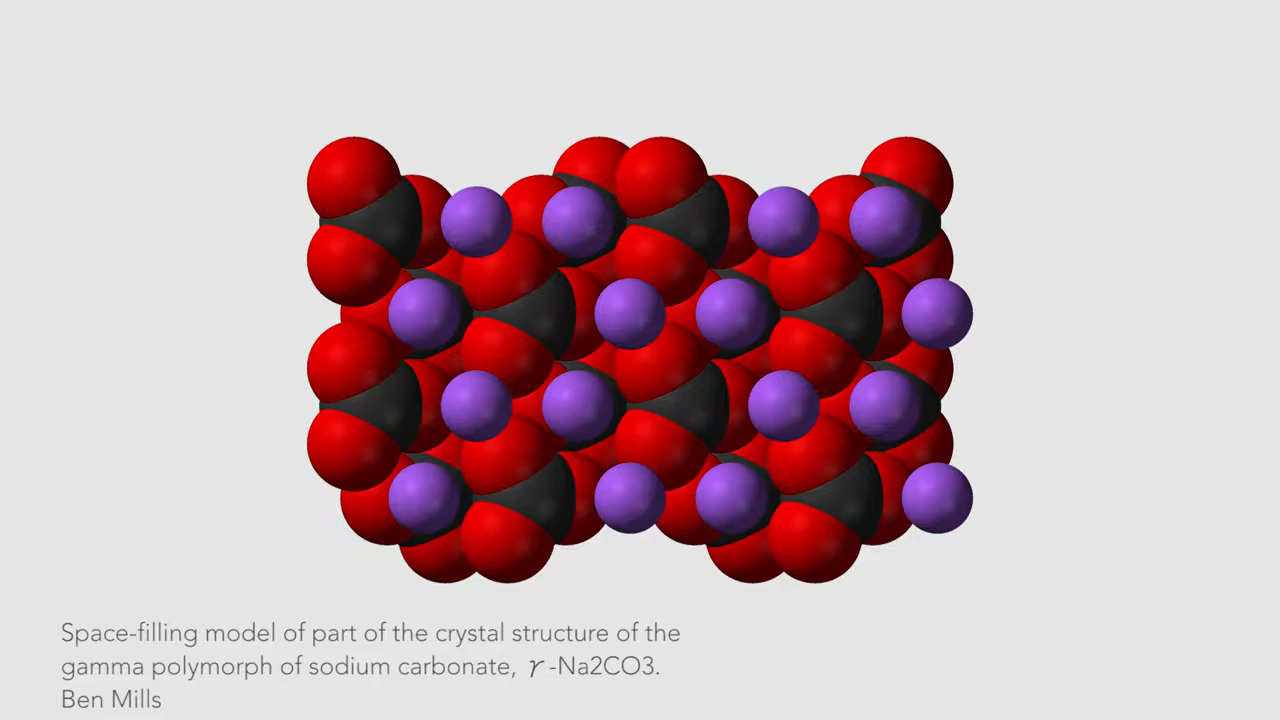 Space-filling model of part of the crystal structure of the
gamma polymorph of sodium carbonate, γ-Na2CO3.
Ben Mills